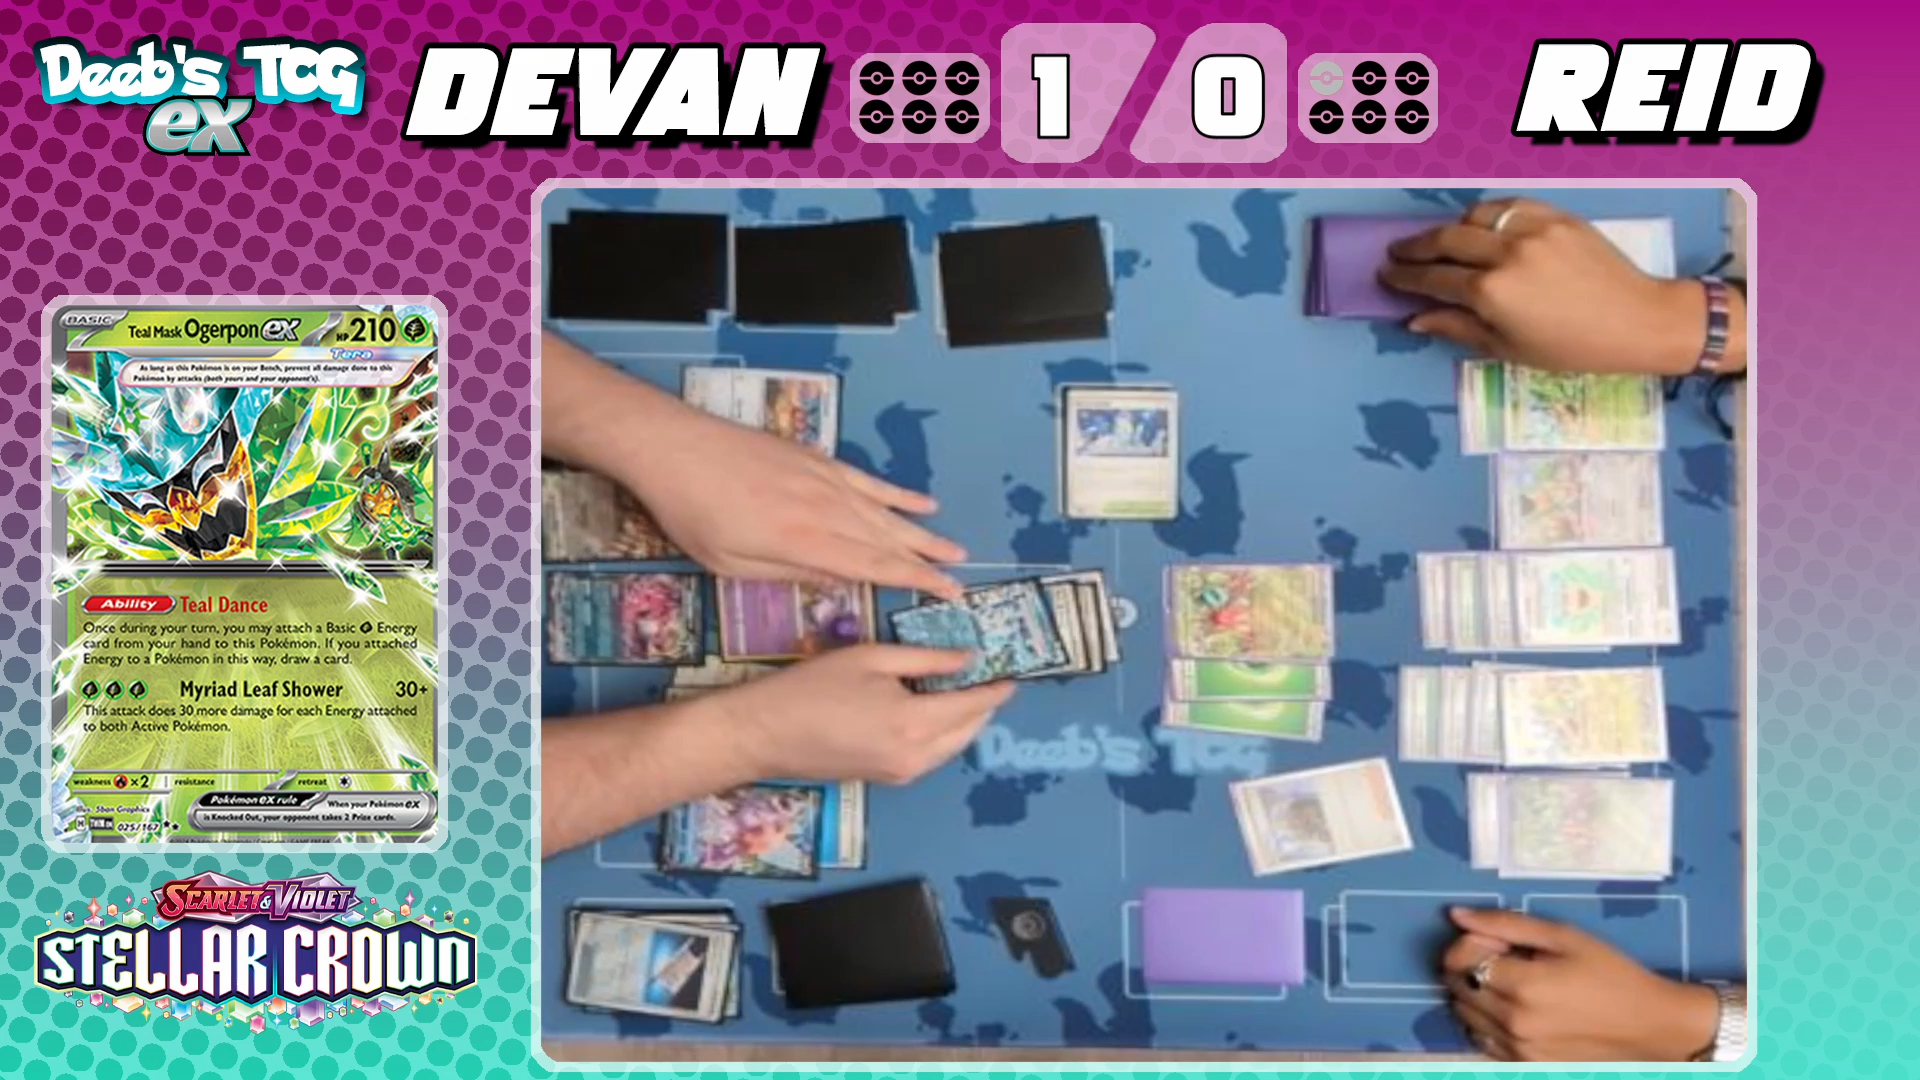 Deeb's TCG
ex
DEVAN
1
0
REID
BASIC
Teal Mask Ogerpon ex
HP 210
Tera
As long as this Pokémon is on your Bench, prevent all damage done to this
Pokémon by attacks (both yours and your opponent's).
Ability Teal Dance
Once during your turn, you may attach a Basic Energy
card from your hand to this Pokémon. If you attached
Energy to a Pokémon in this way, draw a card.
Myriad Leaf Shower 30+
This attack does 30 more damage for each Energy attached
to both Active Pokémon.
weakness ×2 resistance retreat
Illus. 5ban Graphics
Pokémon ex rule
When your Pokémon ex
is Knocked Out, your opponent takes 2 Prize cards.
H TWM EN 025/167
SCARLET & VIOLET
STELLAR CROWN
Deeb's TCG